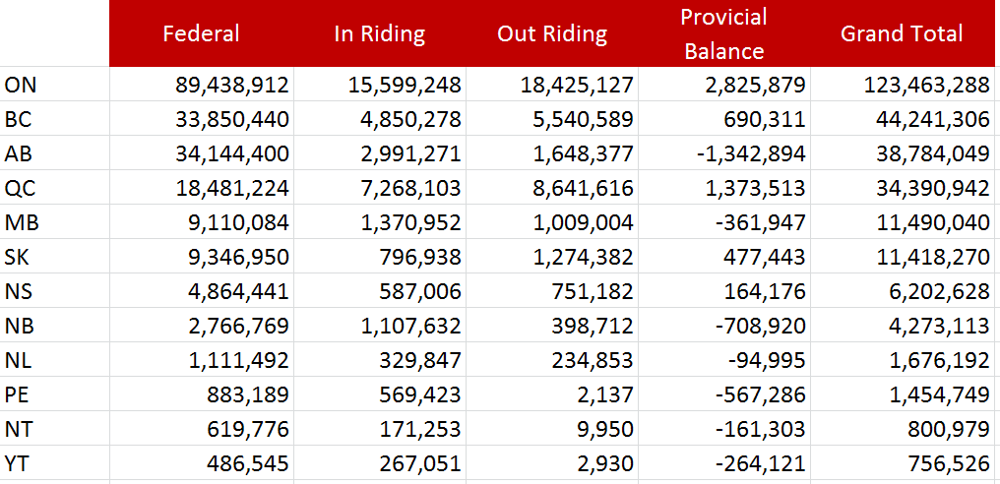 Federal In Riding Out Riding Provicial Balance Grand Total
ON 89,438,912 15,599,248 18,425,127 2,825,879 123,463,288
BC 33,850,440 4,850,278 5,540,589 690,311 44,241,306
AB 34,144,400 2,991,271 1,648,377 -1,342,894 38,784,049
QC 18,481,224 7,268,103 8,641,616 1,373,513 34,390,942
MB 9,110,084 1,370,952 1,009,004 -361,947 11,490,040
SK 9,346,950 796,938 1,274,382 477,443 11,418,270
NS 4,864,441 587,006 751,182 164,176 6,202,628
NB 2,766,769 1,107,632 398,712 -708,920 4,273,113
NL 1,111,492 329,847 234,853 -94,995 1,676,192
PE 883,189 569,423 2,137 -567,286 1,454,749
NT 619,776 171,253 9,950 -161,303 800,979
YT 486,545 267,051 2,930 -264,121 756,526